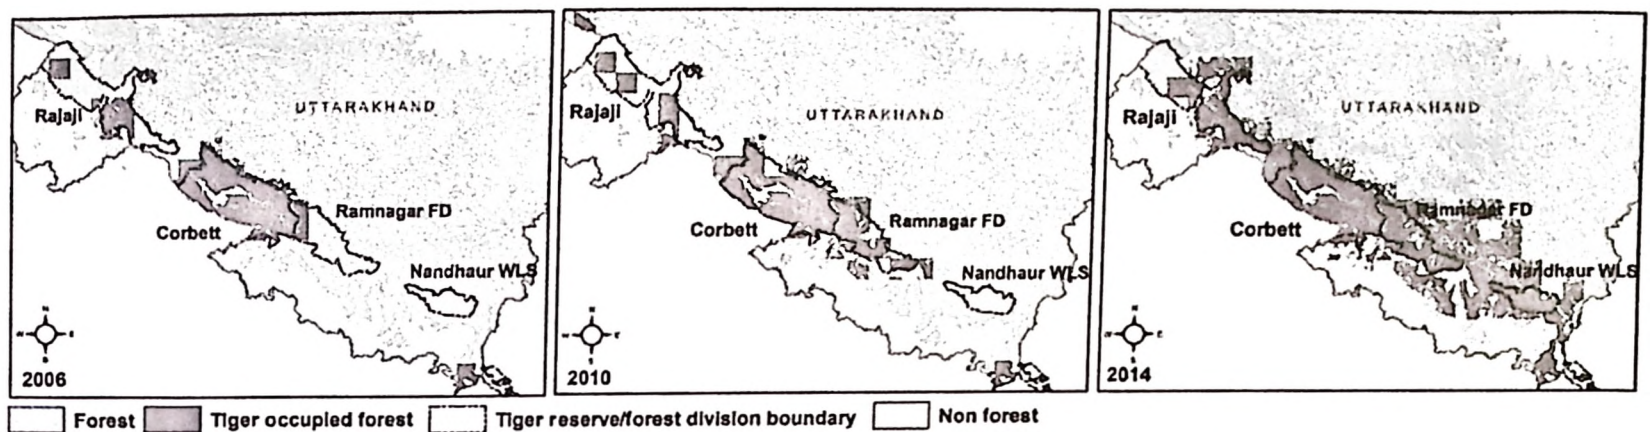 UTTARAKHAND
Rajaji
Ramnagar FD
Corbett
Nandhaur WLS
N
W E
S
2006
UTTARAKHAND
Rajaji
Ramnagar FD
Corbett
Nandhaur WLS
N
W E
S
2010
UTTARAKHAND
Rajaji
Ramnagar FD
Corbett
Nandhaur WLS
N
W E
S
2014
Forest Tiger occupied forest Tiger reserve/forest division boundary Non forest